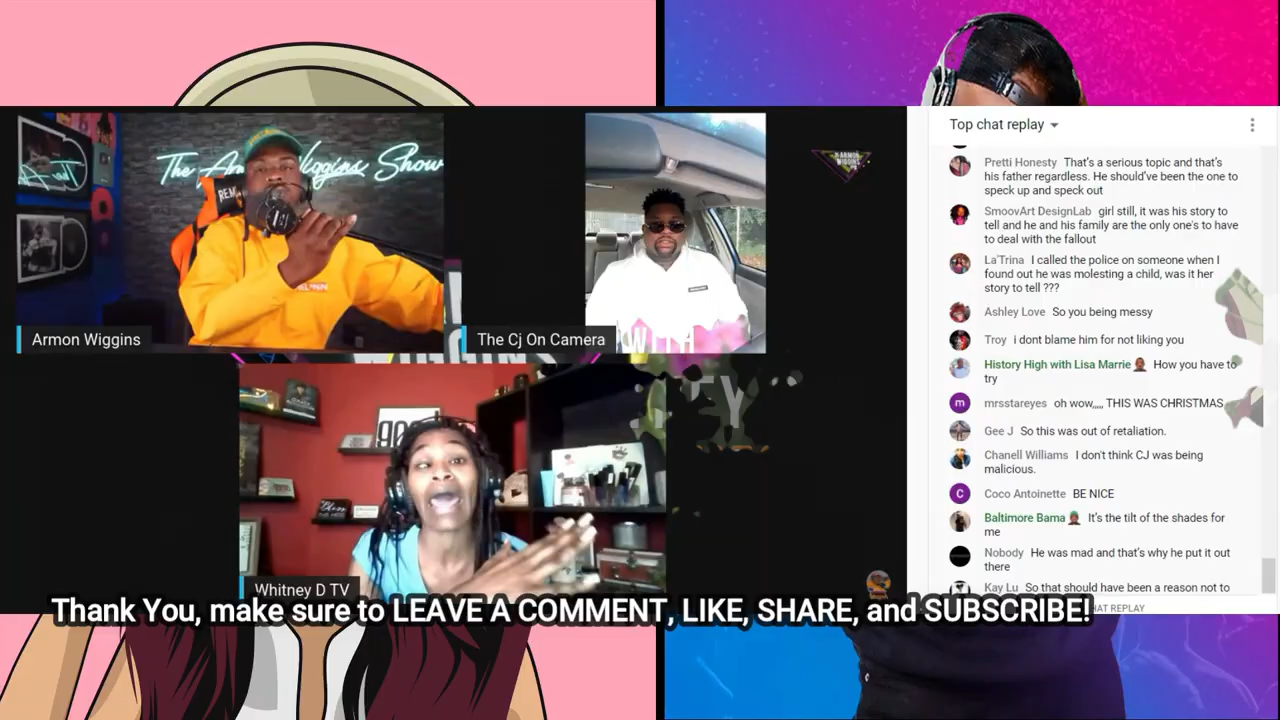 The Ar Wiggins Show
Armon Wiggins
The Cj On Camera
WITH
Whitney D TV
Bless
Thank You, make sure to LEAVE A COMMENT, LIKE, SHARE, and SUBSCRIBE!
Top chat replay
Pretti Honesty That's a serious topic and that's
his father regardless. He should've been the one to
speck up and speck out
SmoovArt DesignLab girl still, it was his story to
tell and he and his family are the only one's to have
to deal with the fallout
La'Trina I called the police on someone when I
found out he was molesting a child, was it her
story to tell ???
Ashley Love So you being messy
Troy i dont blame him for not liking you
History High with Lisa Marrie How you have to
try
m mrsstareyes oh wow,,,,, THIS WAS CHRISTMAS
Gee J So this was out of retaliation.
Chanell Williams I don't think CJ was being
malicious.
C Coco Antoinette BE NICE
Baltimore Bama It's the tilt of the shades for
me
Nobody He was mad and that's why he put it out
there
Kay Lu So that should have been a reason not to
HAT REPLAY